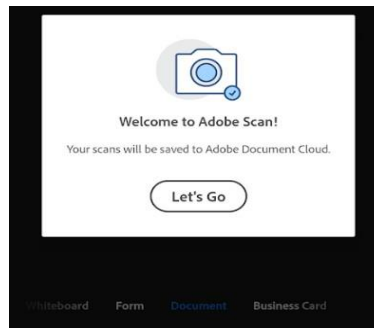 Welcome to Adobe Scan!
Your scans will be saved to Adobe Document Cloud.
Let's Go
Whiteboard Form Document Business Card